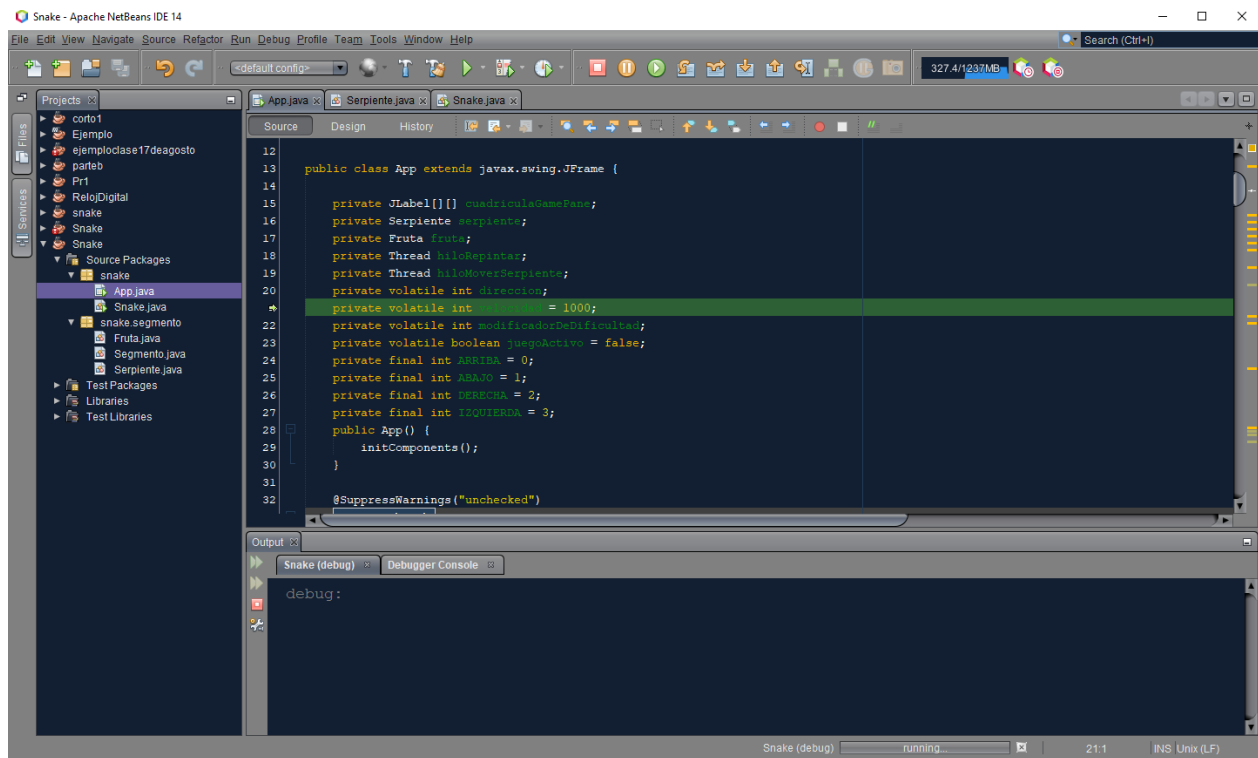 Snake - Apache NetBeans IDE 14
File Edit View Navigate Source Refactor Run Debug Profile Team Tools Window Help
Search (Ctrl+I)
<default config>
327.4/1237MB
Projects
App.java
Serpiente.java
Snake.java
Files
Services
corto1
Ejemplo
ejemploclase17deagosto
parteb
Pr1
RelojDigital
snake
Snake
Snake
Source Packages
snake
App.java
Snake.java
snake.segmento
Fruta.java
Segmento.java
Serpiente.java
Test Packages
Libraries
Test Libraries
Source Design History
12
13 public class App extends javax.swing.JFrame {
14
15 private JLabel[][] cuadriculaGamePane;
16 private Serpiente serpiente;
17 private Fruta fruta;
18 private Thread hiloRepintar;
19 private Thread hiloMoverSerpiente;
20 private volatile int direccion;
private volatile int velocidad = 1000;
22 private volatile int modificadorDeDificultad;
23 private volatile boolean juegoActivo = false;
24 private final int ARRIBA = 0;
25 private final int ABAJO = 1;
26 private final int DERECHA = 2;
27 private final int IZQUIERDA = 3;
28 public App() {
29 initComponents();
30 }
31
32 @SuppressWarnings("unchecked")
Output
Snake (debug)
Debugger Console
debug:
Snake (debug)
running...
21:1
INS
Unix (LF)